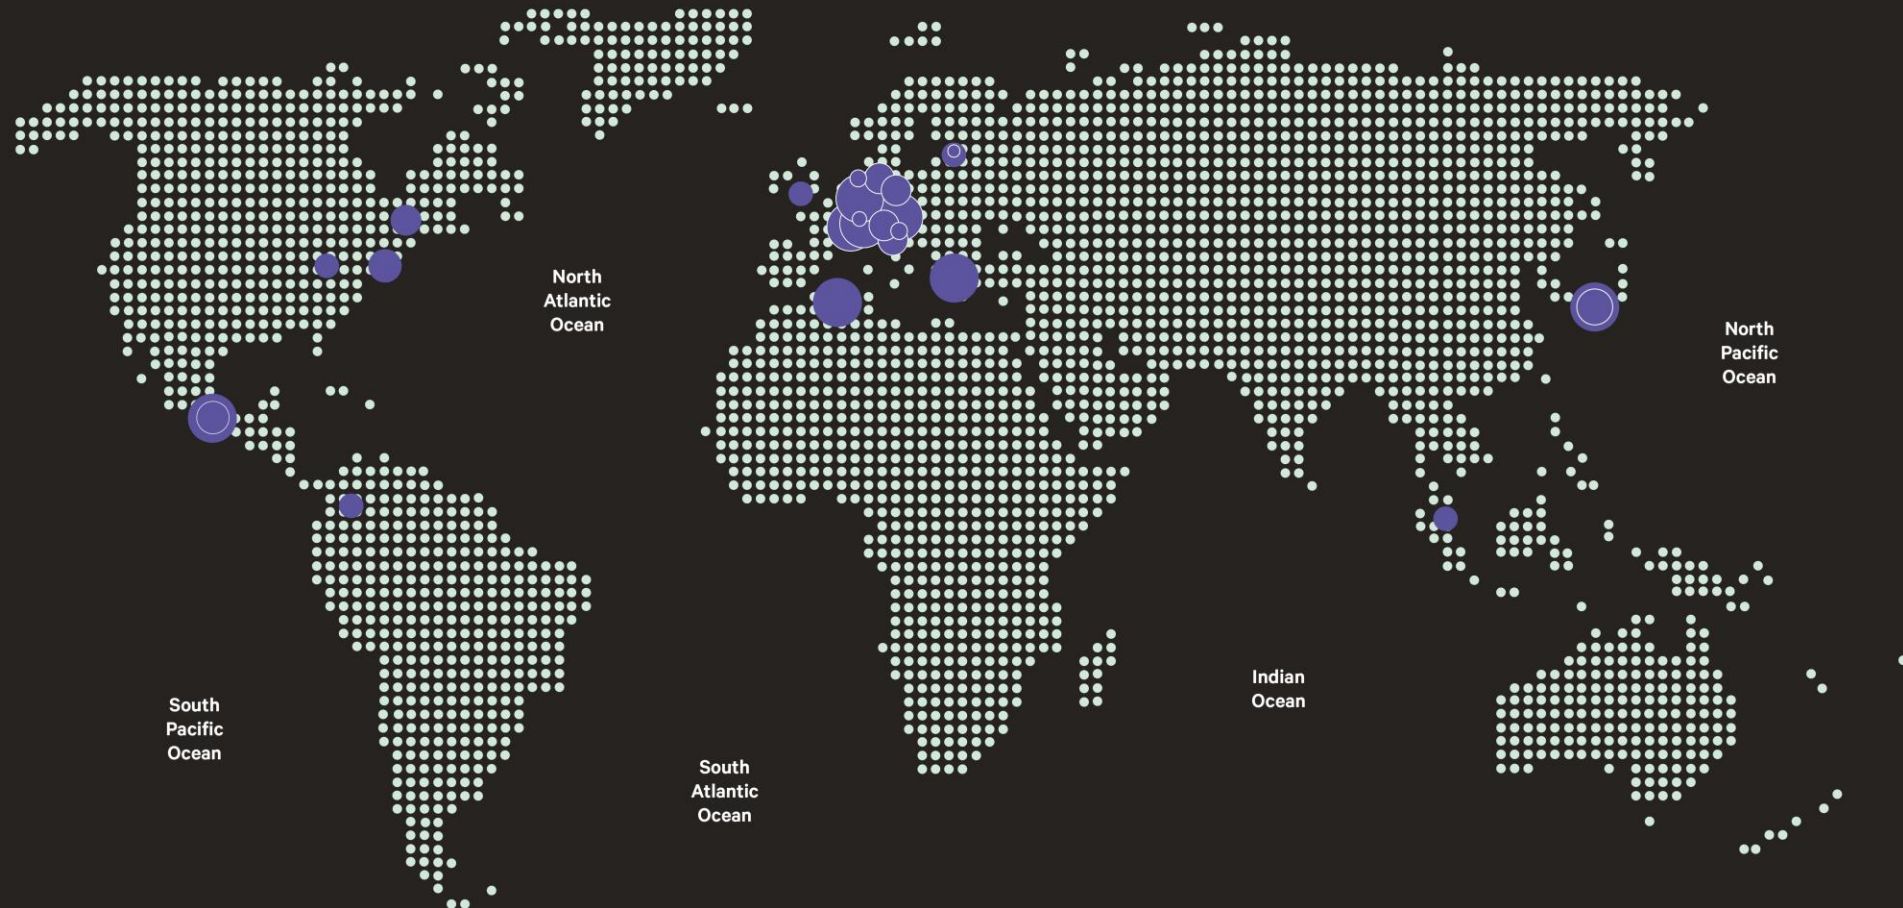 North
Atlantic
Ocean
North
Pacific
Ocean
South
Pacific
Ocean
Indian
Ocean
South
Atlantic
Ocean